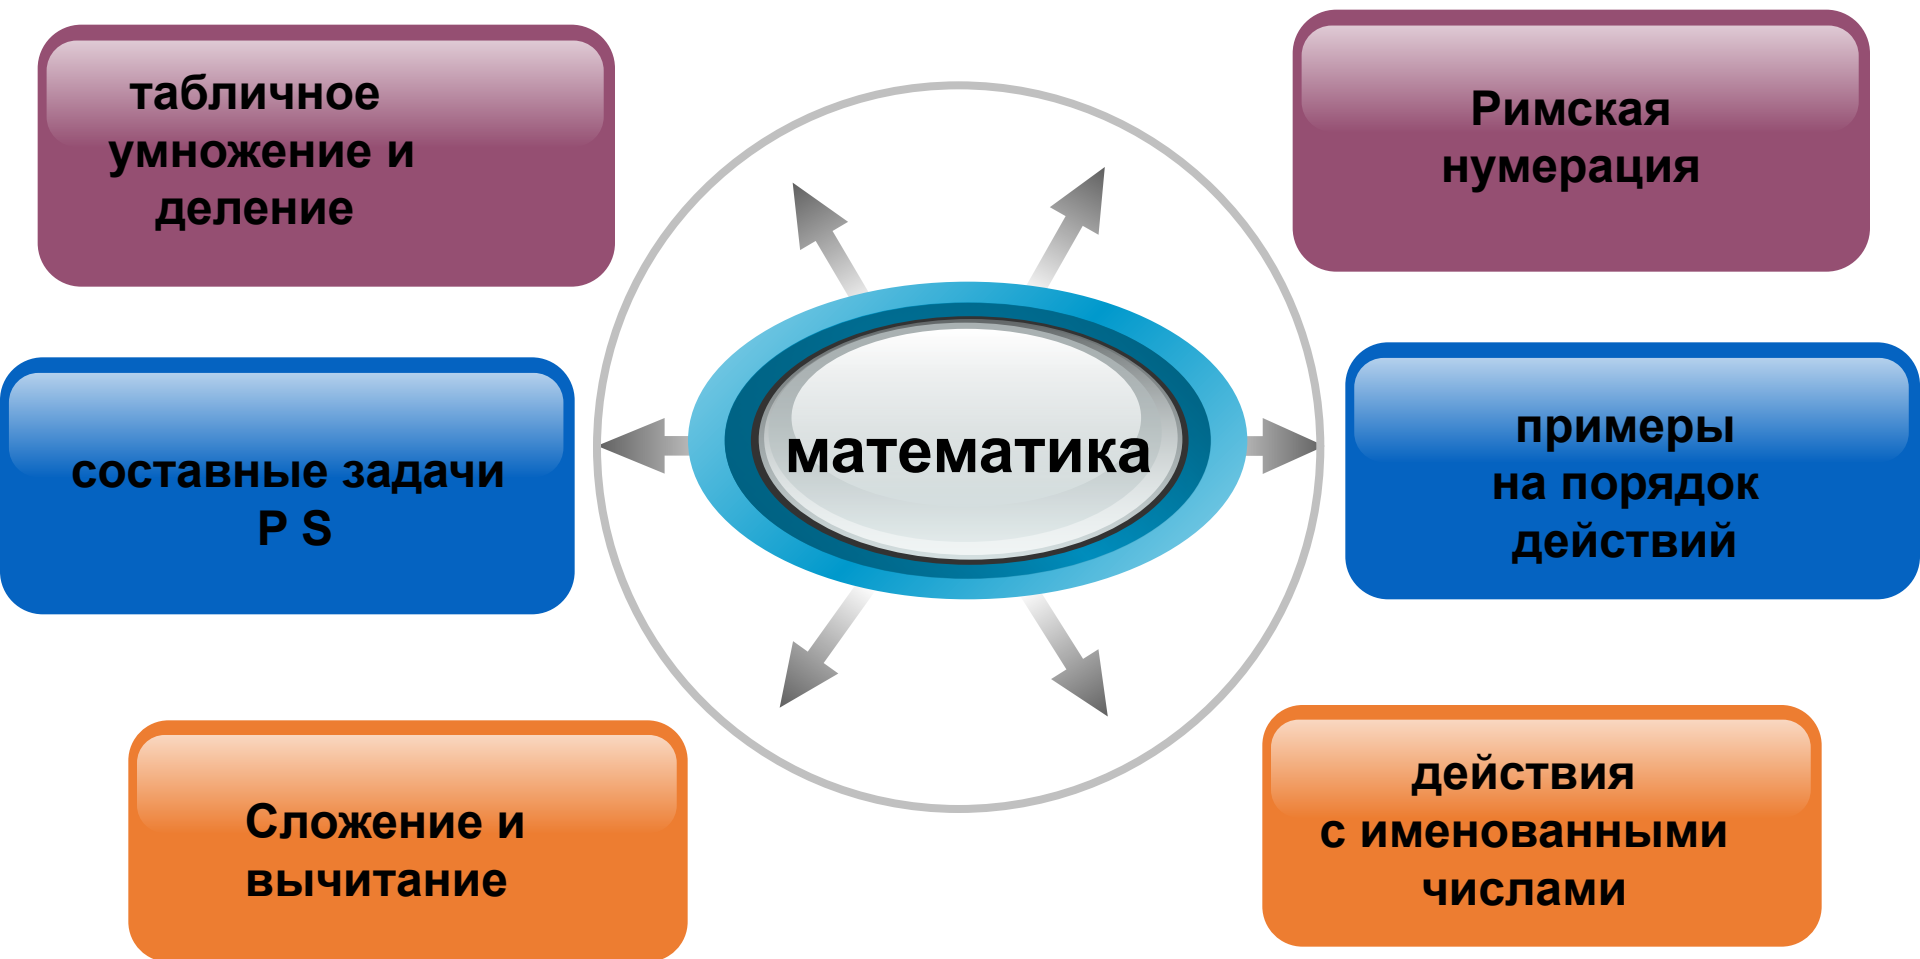 табличное
умножение и
деление
Римская
нумерация
составные задачи
P S
математика
примеры
на порядок
действий
Сложение и
вычитание
действия
с именованными
числами